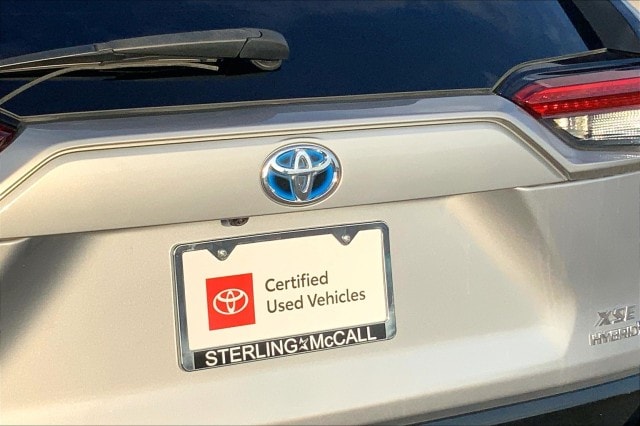 Certified
Used Vehicles
STERLING McCALL
XSE
HYBRID